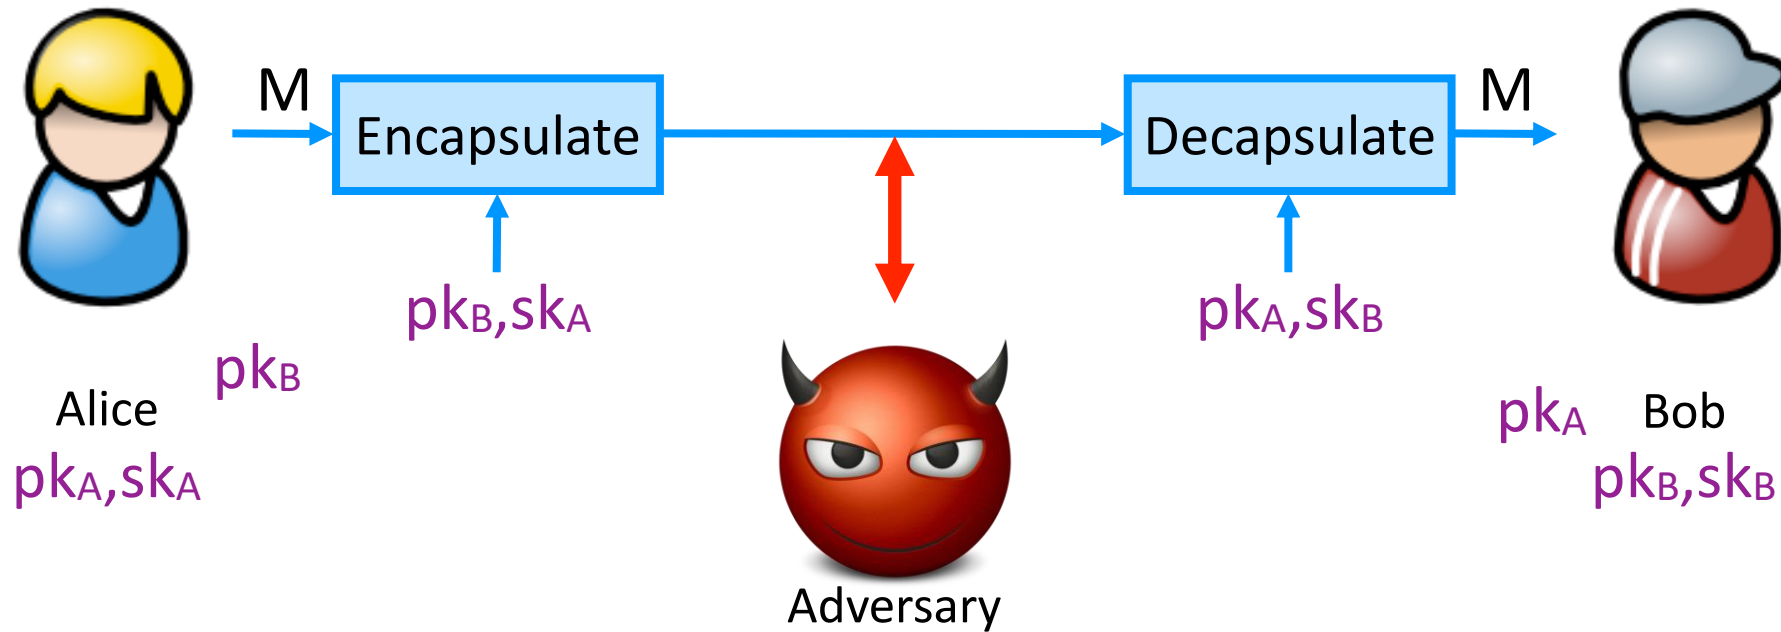 M
Encapsulate
Decapsulate
M
pkB,skA
pkA,skB
pkB
Alice
pkA,skA
pkA
Bob
pkB,skB
Adversary